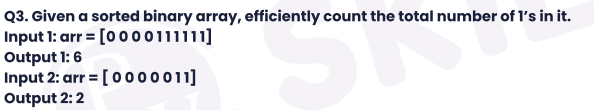 Q3. Given a sorted binary array, efficiently count the total number of 1's in it.
Input 1: arr = [0 0 0 0 1 1 1 1 1 1]
Output 1: 6
Input 2: arr = [ 0 0 0 0 0 1 1]
Output 2: 2